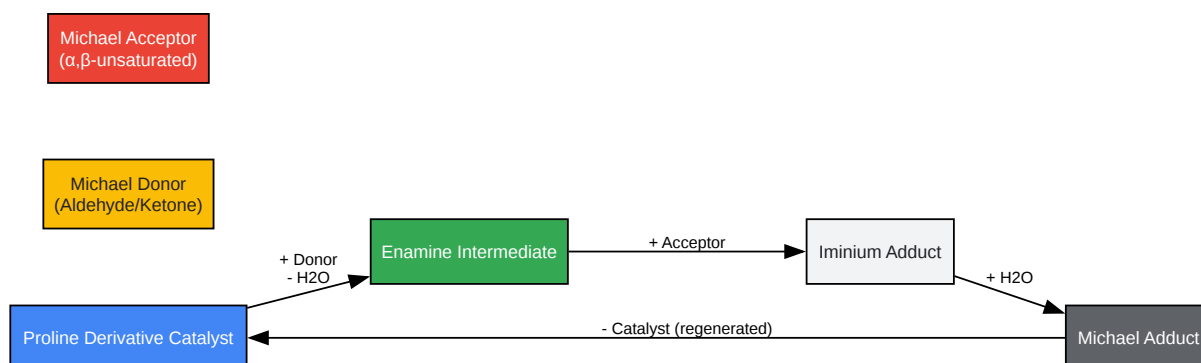 Michael Acceptor
(α,β-unsaturated)
Michael Donor
(Aldehyde/Ketone)
+ Donor
- H2O
Enamine Intermediate
+ Acceptor
Iminium Adduct
+ H2O
Proline Derivative Catalyst
- Catalyst (regenerated)
Michael Adduct